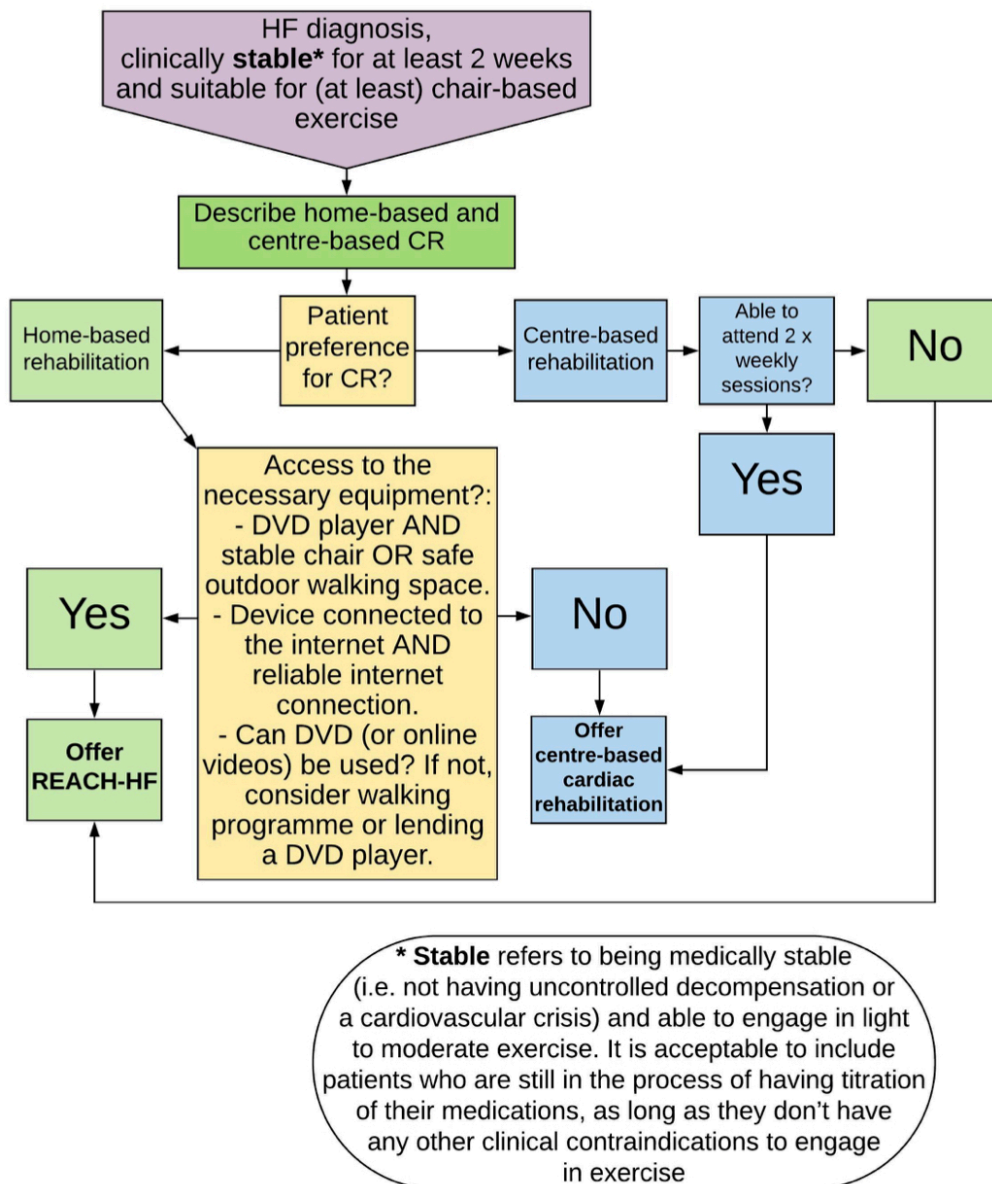 HF diagnosis,
clinically stable* for at least 2 weeks
and suitable for (at least) chair-based
exercise
Describe home-based and
centre-based CR
Home-based
rehabilitation
Patient
preference
for CR?
Centre-based
rehabilitation
Able to
attend 2 x
weekly
sessions?
No
Yes
Access to the
necessary equipment?:
- DVD player AND
stable chair OR safe
outdoor walking space.
- Device connected to
the internet AND
reliable internet
connection.
- Can DVD (or online
videos) be used? If not,
consider walking
programme or lending
a DVD player.
Yes
No
Offer
REACH-HF
Offer
centre-based
cardiac
rehabilitation
* Stable refers to being medically stable
(i.e. not having uncontrolled decompensation or
a cardiovascular crisis) and able to engage in light
to moderate exercise. It is acceptable to include
patients who are still in the process of having titration
of their medications, as long as they don’t have
any other clinical contraindications to engage
in exercise